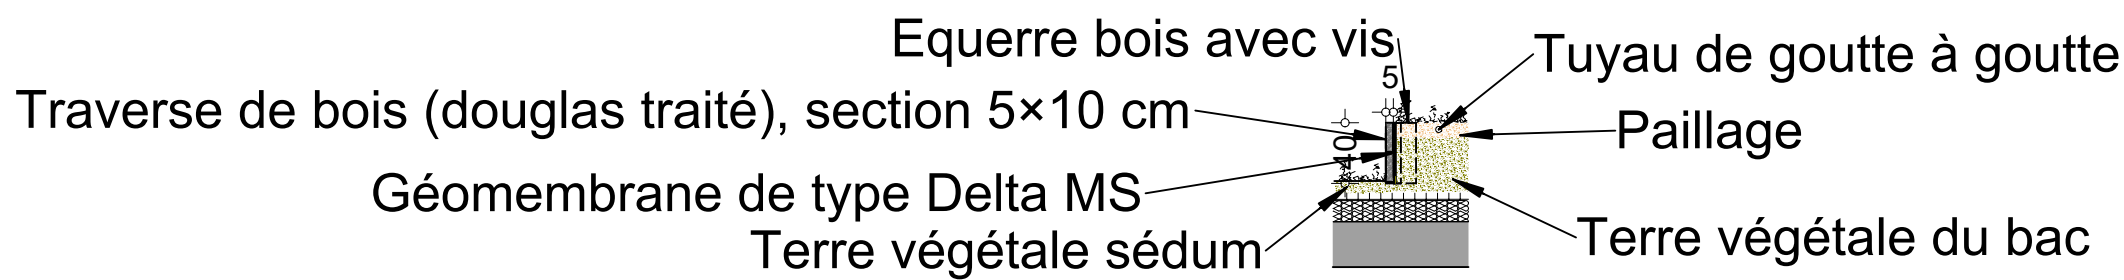 Equerre bois avec vis
Tuyau de goutte à goutte
5
Traverse de bois (douglas traité), section 5×10 cm
Paillage
40
Géomembrane de type Delta MS
Terre végétale sédum
Terre végétale du bac